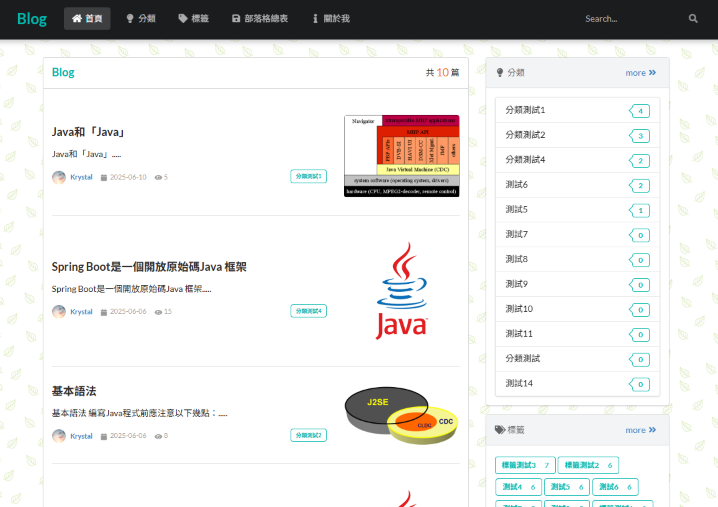 Blog 首頁 分類 標籤 部落格總表 關於我 Search...
Blog 共 10 篇
Java和「Java」
Java和「Java」.....
Krystal 2025-06-10 5 分類測試1
Navigator
MHP API
DVB-SI
HAVi UI
DSM-CC
JMF
others
Java Virtual Machine (CDC)
system software (operating system, drivers)
hardware (CPU, MPEG2-decoder, remote control)
Spring Boot是一個開放原始碼Java 框架
Spring Boot是一個開放原始碼Java 框架.....
Krystal 2025-06-06 15 分類測試4
Java
基本語法
基本語法 編寫Java程式前應注意以下幾點：.....
Krystal 2025-06-06 8 分類測試2
J2SE
CDC
CLDC
分類 more
分類測試1 4
分類測試2 3
分類測試4 2
測試6 2
測試5 1
測試7 0
測試8 0
測試9 0
測試10 0
測試11 0
分類測試 0
測試14 0
標籤 more
標籤測試3 7 標籤測試2 6
測試4 6 測試5 6 測試6 6